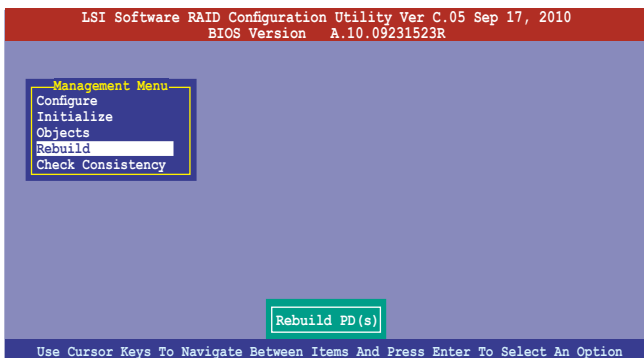 LSI Software RAID Configuration Utility Ver C.05 Sep 17, 2010
BIOS Version A.10.09231523R
Management Menu
Configure
Initialize
Objects
Rebuild
Check Consistency
Rebuild PD(s)
Use Cursor Keys To Navigate Between Items And Press Enter To Select An Option